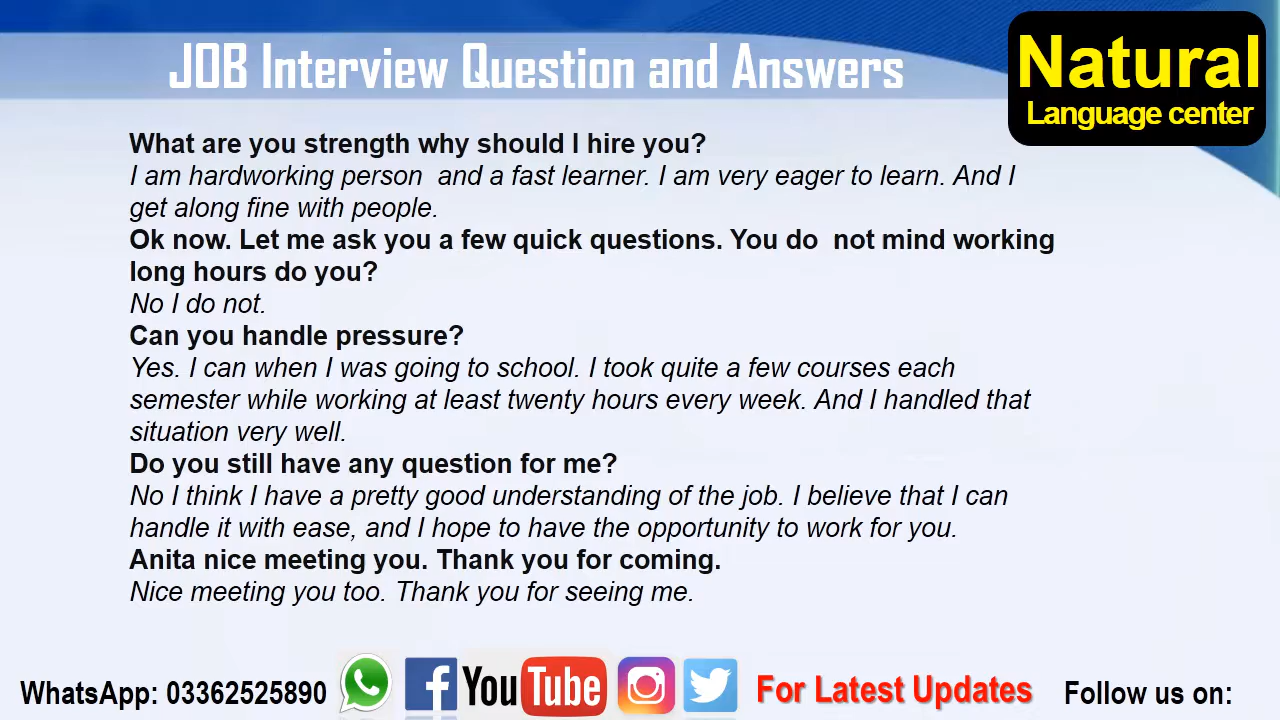 JOB Interview Question and Answers
Natural
Language center
What are you strength why should I hire you?
I am hardworking person and a fast learner. I am very eager to learn. And I
get along fine with people.
Ok now. Let me ask you a few quick questions. You do not mind working
long hours do you?
No I do not.
Can you handle pressure?
Yes. I can when I was going to school. I took quite a few courses each
semester while working at least twenty hours every week. And I handled that
situation very well.
Do you still have any question for me?
No I think I have a pretty good understanding of the job. I believe that I can
handle it with ease, and I hope to have the opportunity to work for you.
Anita nice meeting you. Thank you for coming.
Nice meeting you too. Thank you for seeing me.
WhatsApp: 03362525890 YouTube For Latest Updates Follow us on: